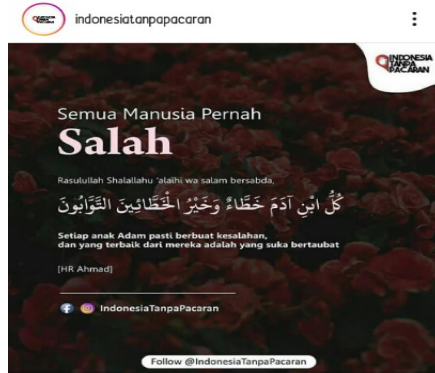 indonesiatanpapacaran
INDONESIA
TANPA
PACARAN
Semua Manusia Pernah
Salah
Rasulullah Shalallahu 'alaihi wa salam bersabda,
كُلُّ ابْنِ آدَمَ خَطَّاءٌ وَخَيْرُ الْخَطَّائِينَ التَّوَّابُونَ
Setiap anak Adam pasti berbuat kesalahan,
dan yang terbaik dari mereka adalah yang suka bertaubat
[HR Ahmad]
IndonesiaTanpaPacaran
Follow @IndonesiaTanpaPacaran